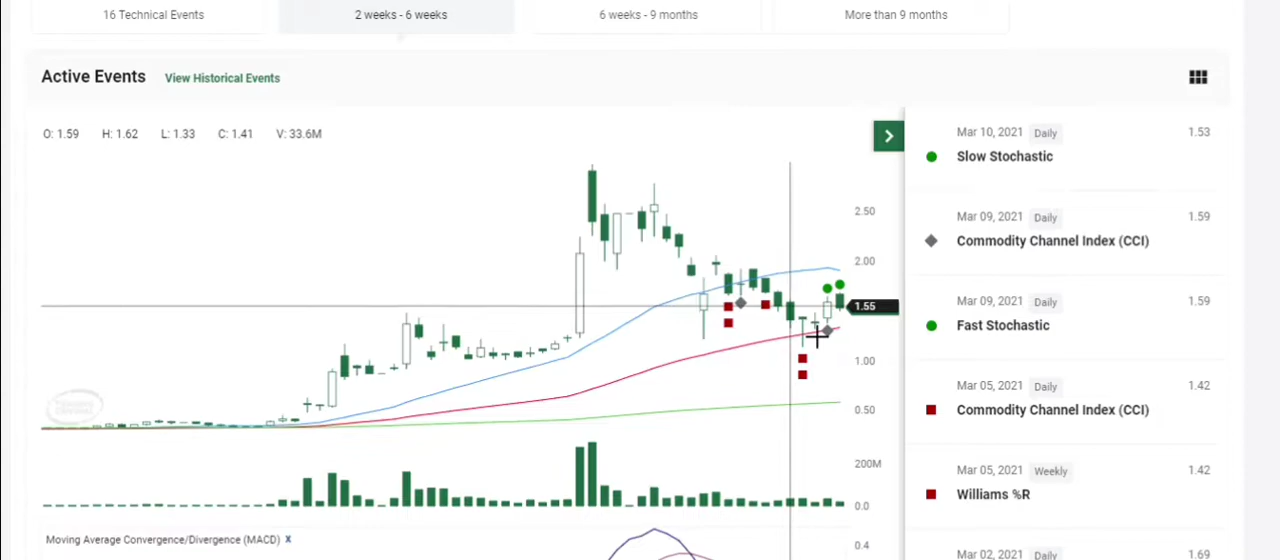 16 Technical Events
2 weeks - 6 weeks
6 weeks - 9 months
More than 9 months
Active Events
View Historical Events
O: 1.59 H: 1.62 L: 1.33 C: 1.41 V: 33.6M
2.50
2.00
1.55
1.00
0.50
200M
0.0
Moving Average Convergence/Divergence (MACD) X
0.4
Mar 10, 2021 Daily 1.53
Slow Stochastic
Mar 09, 2021 Daily 1.59
Commodity Channel Index (CCI)
Mar 09, 2021 Daily 1.59
Fast Stochastic
Mar 05, 2021 Daily 1.42
Commodity Channel Index (CCI)
Mar 05, 2021 Weekly 1.42
Williams %R
Mar 02, 2021 Daily 1.69